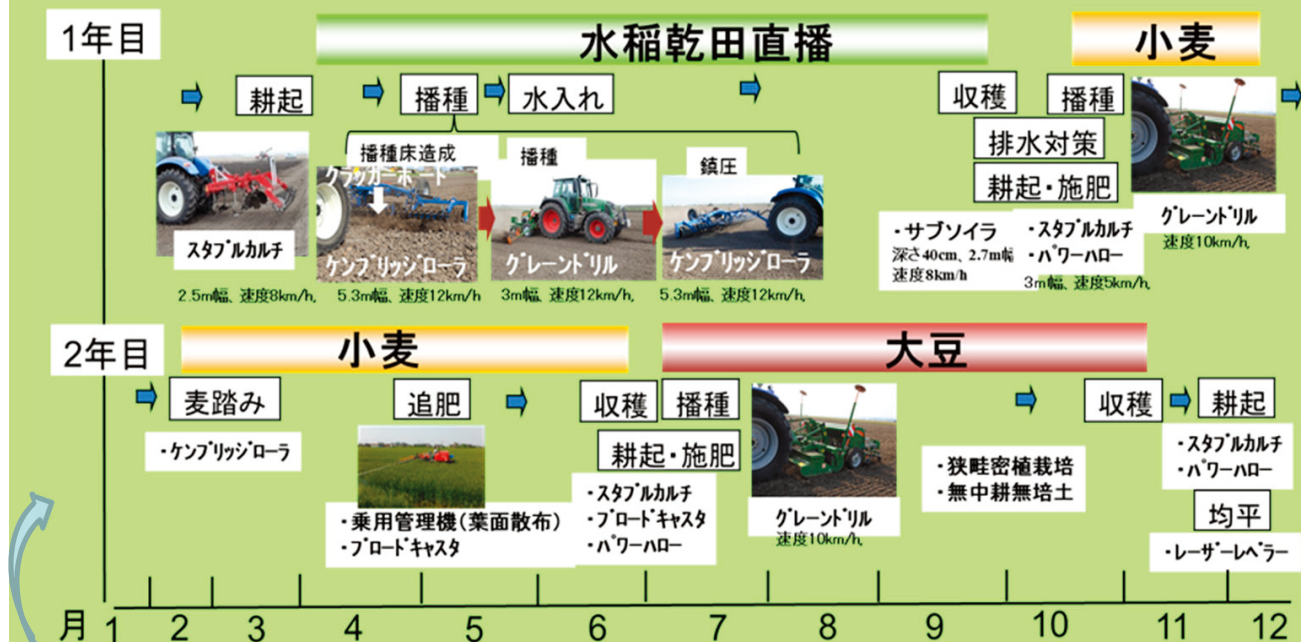 1年目
水稲乾田直播
小麦
耕起
播種
水入れ
収穫
播種
排水対策
耕起・施肥
播種床造成
クラッカーボード
播種
鎮圧
スタブルカルチ
ケンブリッジローラ
グレーンドリル
ケンブリッジローラ
2.5m幅、速度8km/h,
5.3m幅、速度12km/h
3m幅、速度12km/h,
5.3m幅、速度12km/h,
・サブソイラ
深さ40cm、2.7m幅
速度8km/h
・スタブルカルチ
・パワーハロー
3m幅、速度5km/h,
グレーンドリル
速度10km/h,
2年目
小麦
大豆
麦踏み
追肥
収穫
播種
収穫
耕起
・ケンブリッジローラ
耕起・施肥
・乗用管理機(葉面散布)
・ブロードキャスタ
・スタブルカルチ
・ブロードキャスタ
・パワーハロー
グレーンドリル
速度10km/h,
・狭畦密植栽培
・無中耕無培土
・スタブルカルチ
・パワーハロー
均平
・レーザーレベラー
月 1 2 3 4 5 6 7 8 9 10 11 12